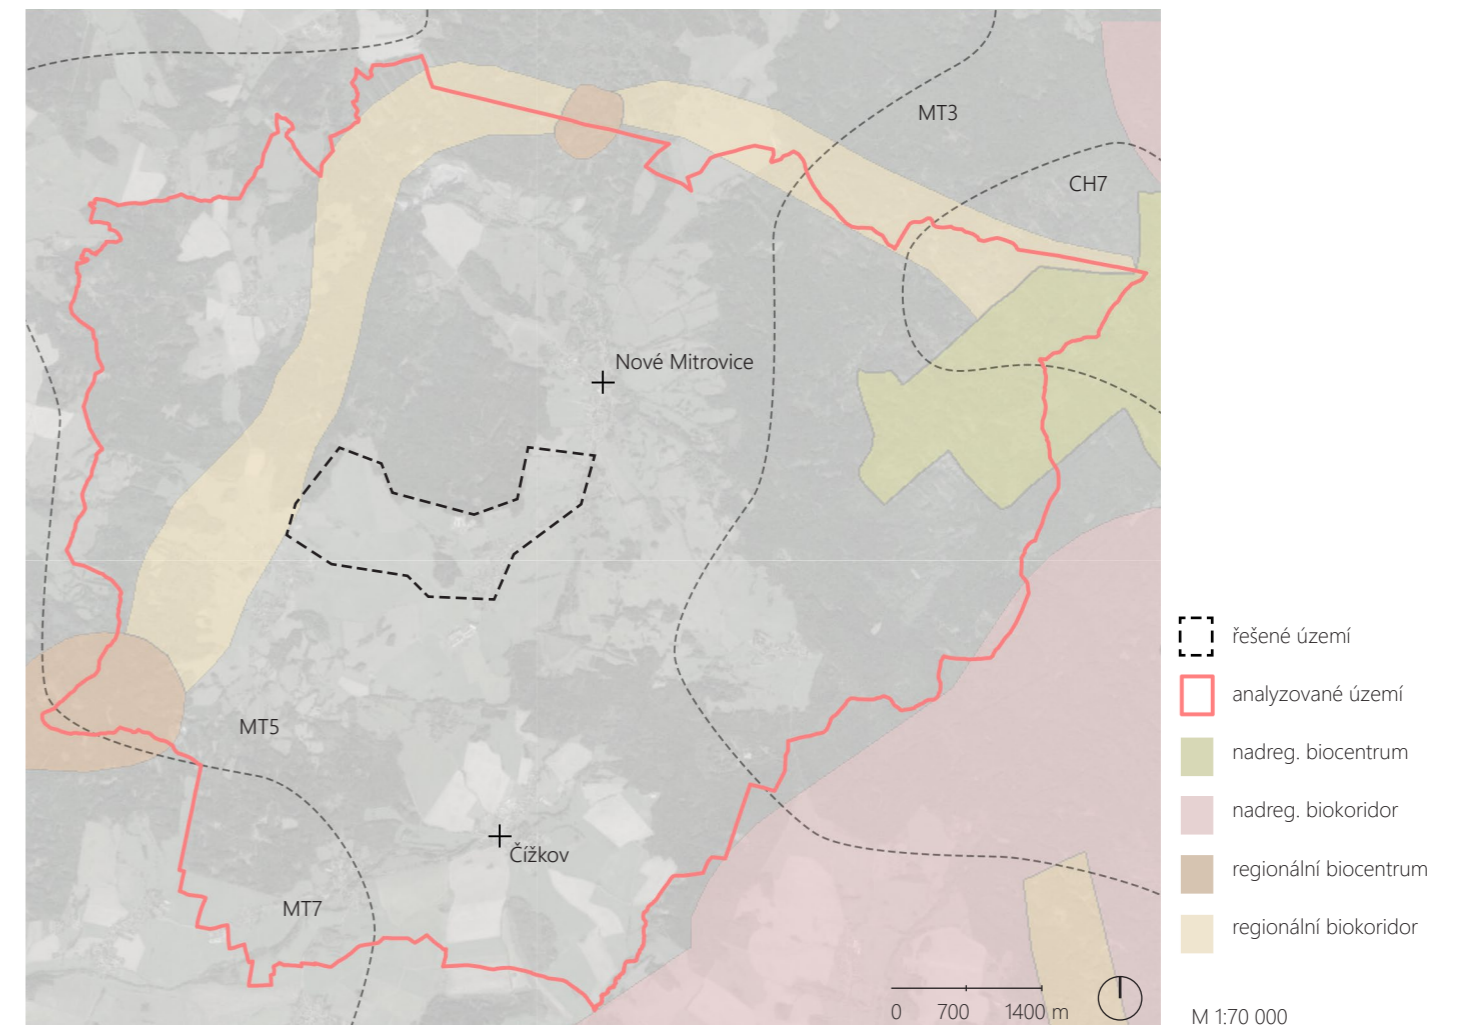 MT3
CH7
Nové Mitrovice
MT5
Čížkov
MT7
0 700 1400 m
řešené území
analyzované území
nadreg. biocentrum
nadreg. biokoridor
regionální biocentrum
regionální biokoridor
M 1:70 000